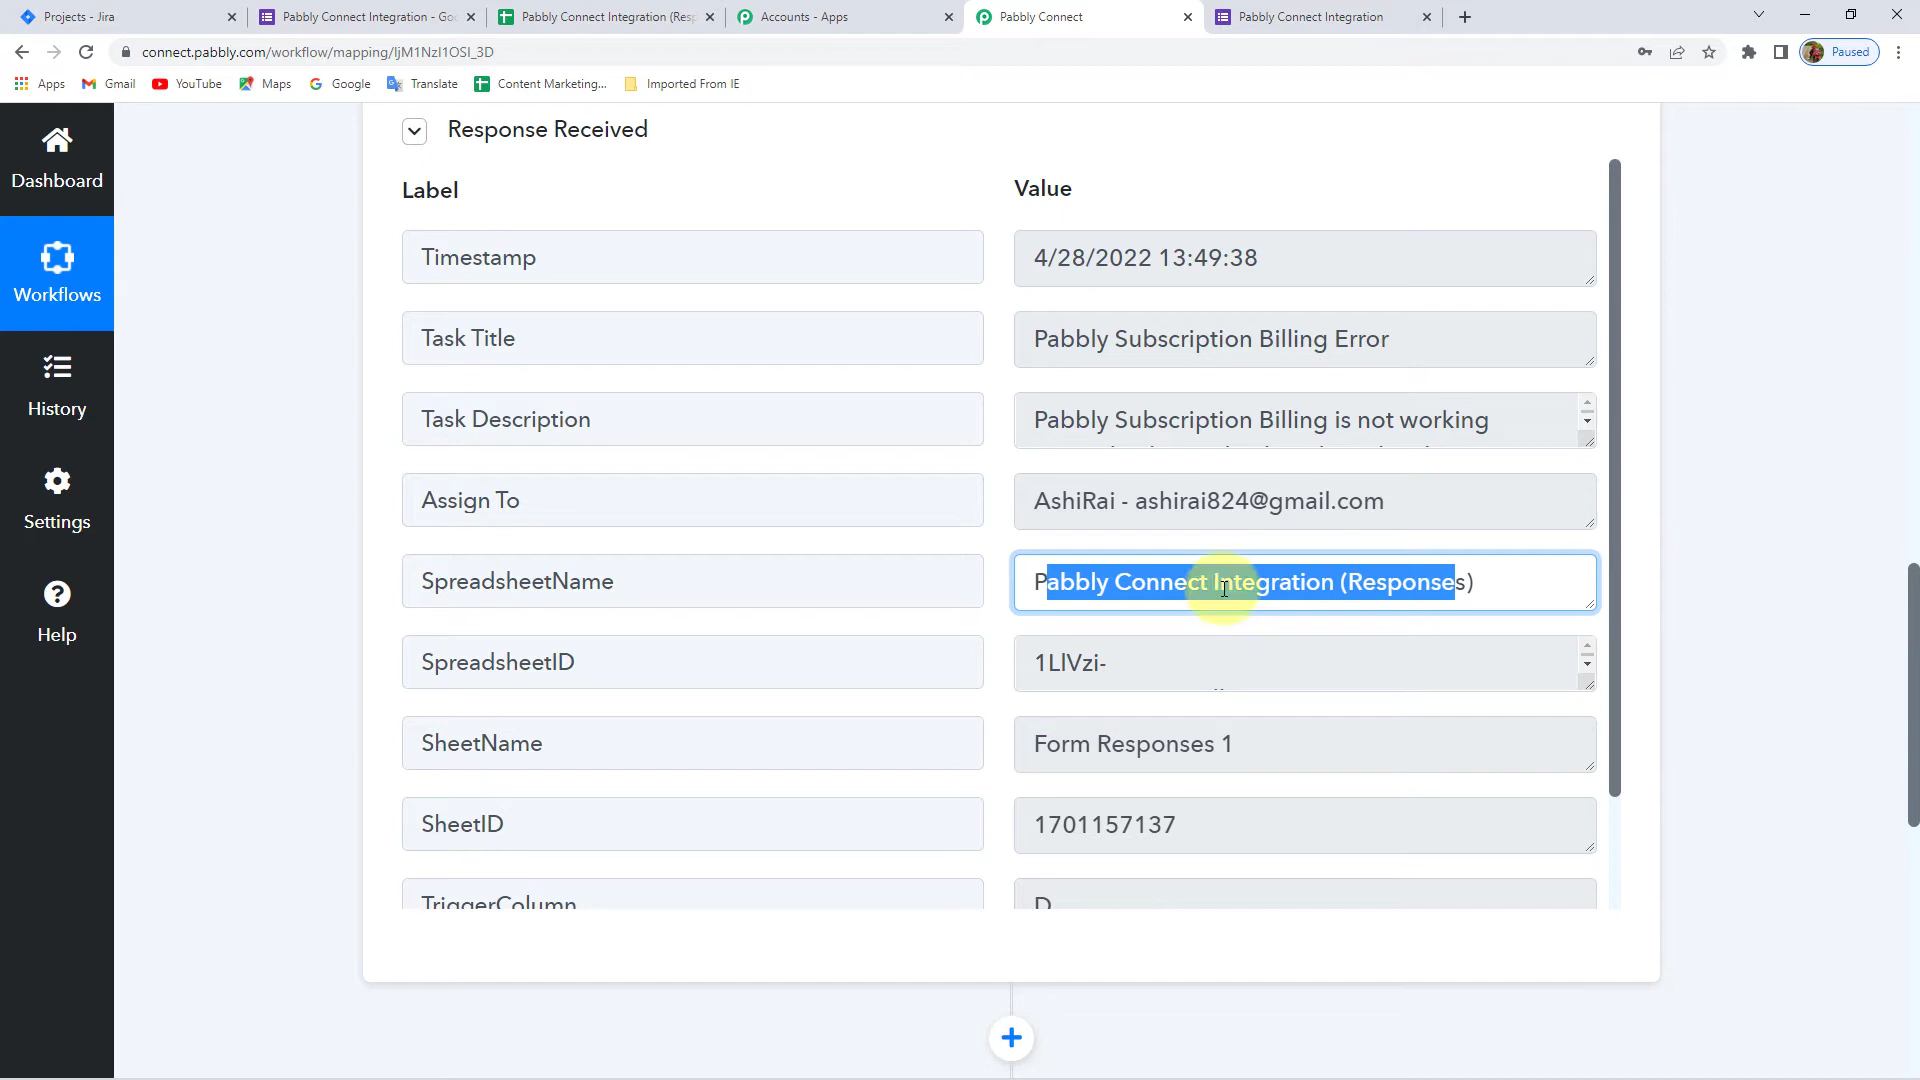 Projects - Jira
Pabbly Connect Integration - Goo
Pabbly Connect Integration (Resp
Accounts - Apps
Pabbly Connect
Pabbly Connect Integration
connect.pabbly.com/workflow/mapping/IjM1NzI1OSI_3D
Paused
Apps
Gmail
YouTube
Maps
Google
Translate
Content Marketing...
Imported From IE
Dashboard
Workflows
History
Settings
Help
Response Received
Label
Value
Timestamp
4/28/2022 13:49:38
Task Title
Pabbly Subscription Billing Error
Task Description
Pabbly Subscription Billing is not working
Assign To
AshiRai - ashirai824@gmail.com
SpreadsheetName
Pabbly Connect Integration (Responses)
SpreadsheetID
1LlVzi-
SheetName
Form Responses 1
SheetID
1701157137
TriggerColumn
D